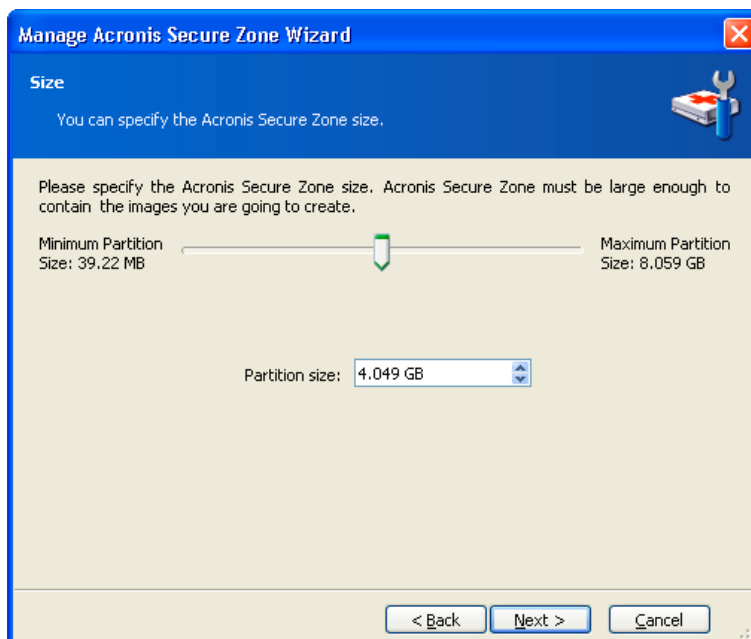 Manage Acronis Secure Zone Wizard
Size
You can specify the Acronis Secure Zone size.
Please specify the Acronis Secure Zone size. Acronis Secure Zone must be large enough to
contain the images you are going to create.
Minimum Partition
Size: 39.22 MB
Maximum Partition
Size: 8.059 GB
Partition size: 4.049 GB
< Back
Next >
Cancel